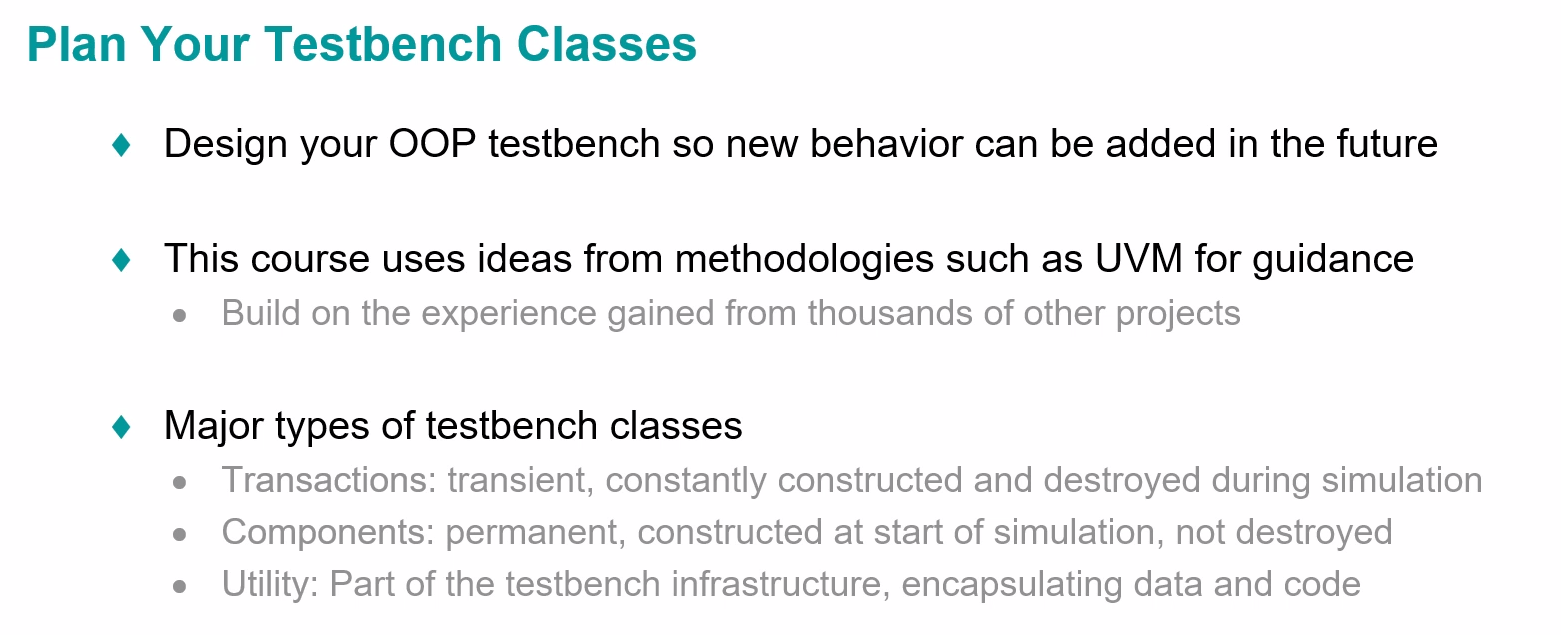 Plan Your Testbench Classes
♦ Design your OOP testbench so new behavior can be added in the future
♦ This course uses ideas from methodologies such as UVM for guidance
• Build on the experience gained from thousands of other projects
♦ Major types of testbench classes
• Transactions: transient, constantly constructed and destroyed during simulation
• Components: permanent, constructed at start of simulation, not destroyed
• Utility: Part of the testbench infrastructure, encapsulating data and code